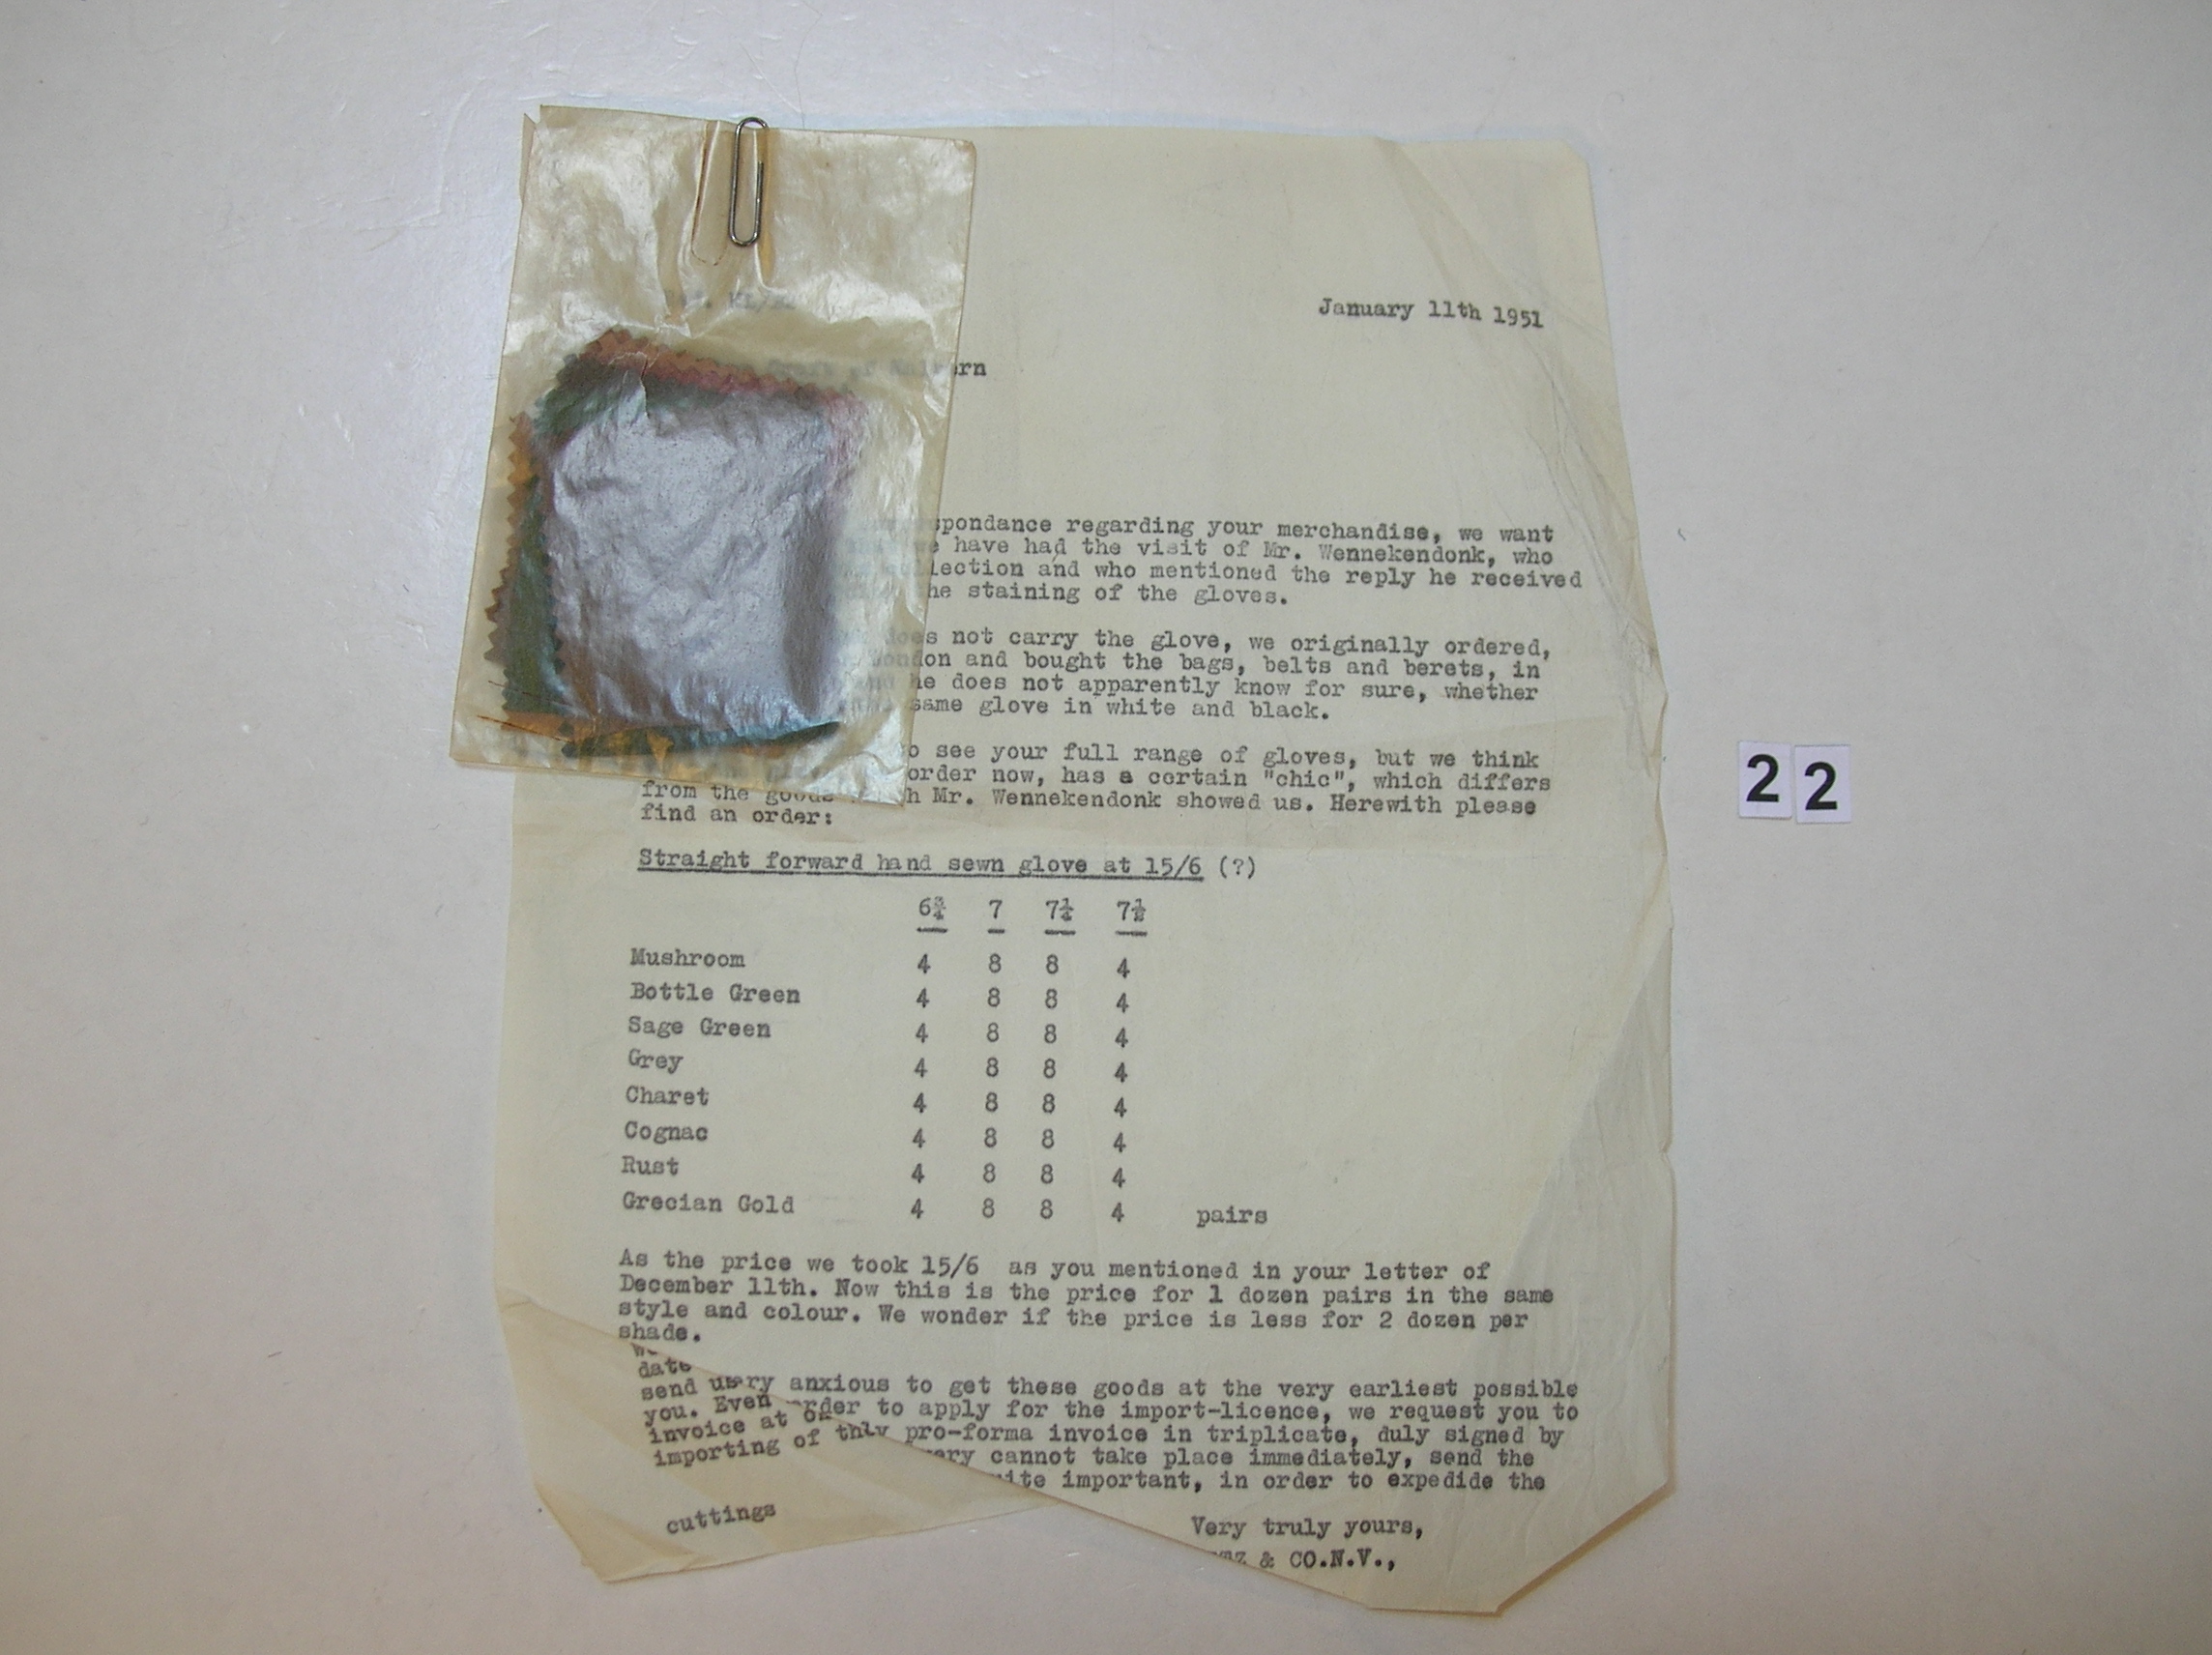 January 11th 1951
regarding your merchandise, we want
have had the visit of Mr. Wennekendonk, who
and who mentioned the reply he received
the staining of the gloves.
does not carry the glove, we originally ordered,
and bought the bags, belts and berets, in
he does not apparently know for sure, whether
same glove in white and black.
see your full range of gloves, but we think
order now, has a certain "chic", which differs
from the goods Mr. Wennekendonk showed us. Herewith please
find an order:
Straight forward hand sewn glove at 15/6 (?)
6¾ 7 7¼ 7½
Mushroom 4 8 8 4
Bottle Green 4 8 8 4
Sage Green 4 8 8 4
Grey 4 8 8 4
Charet 4 8 8 4
Cognac 4 8 8 4
Rust 4 8 8 4
Grecian Gold 4 8 8 4 pairs
As the price we took 15/6 as you mentioned in your letter of
December 11th. Now this is the price for 1 dozen pairs in the same
style and colour. We wonder if the price is less for 2 dozen per
shade.
anxious to get these goods at the very earliest possible
date
to apply for the import-licence, we request you to
send
pro-forma invoice in triplicate, duly signed by
you. Even
cannot take place immediately, send the
invoice at
important, in order to expedide the
importing of
cuttings
Very truly yours,
& CO.N.V.,
22